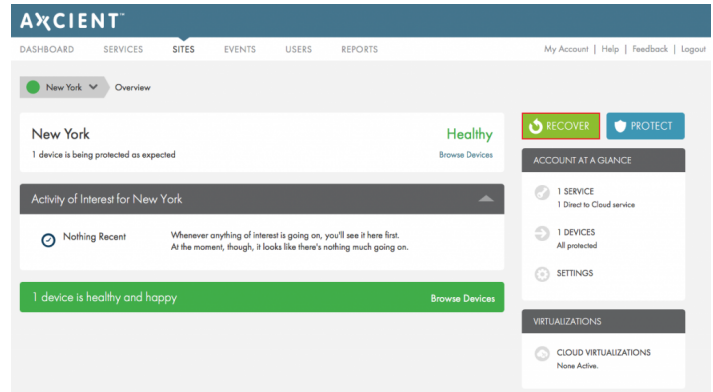 AXCIENT™
DASHBOARD SERVICES SITES EVENTS USERS REPORTS
My Account | Help | Feedback | Logout
New York Overview
New York
Healthy
1 device is being protected as expected
Browse Devices
Activity of Interest for New York
Nothing Recent
Whenever anything of interest is going on, you'll see it here first.
At the moment, though, it looks like there's nothing much going on.
1 device is healthy and happy
Browse Devices
RECOVER
PROTECT
ACCOUNT AT A GLANCE
1 SERVICE
1 Direct to Cloud service
1 DEVICES
All protected
SETTINGS
VIRTUALIZATIONS
CLOUD VIRTUALIZATIONS
None Active.